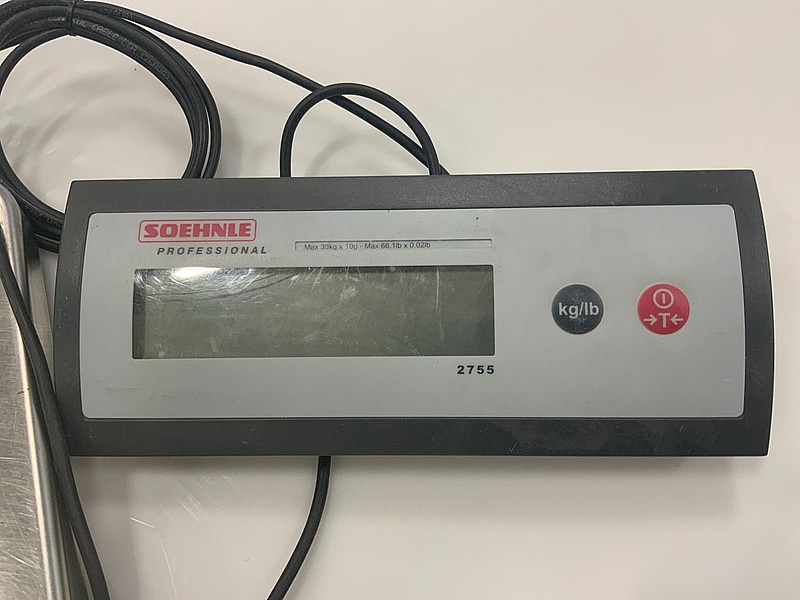 SOEHNLE
PROFESSIONAL
Max 30kg x 10g - Max 66.1lb x 0.02lb
kg/lb
→T←
2755